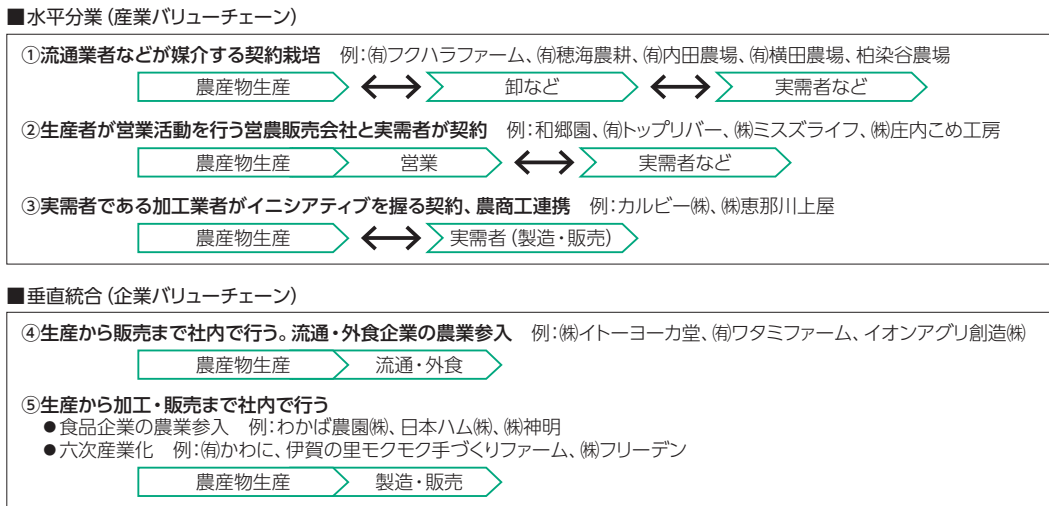 ■水平分業（産業バリューチェーン）
①流通業者などが媒介する契約栽培　例：㈲フクハラファーム、㈲穂海農耕、㈲内田農場、㈲横田農場、柏染谷農場
農産物生産　卸など　実需者など
②生産者が営業活動を行う営農販売会社と実需者が契約　例：和郷園、㈲トップリバー、㈱ミスズライフ、㈱庄内こめ工房
農産物生産　営業　実需者など
③実需者である加工業者がイニシアティブを握る契約、農商工連携　例：カルビー㈱、㈱恵那川上屋
農産物生産　実需者（製造・販売）
■垂直統合（企業バリューチェーン）
④生産から販売まで社内で行う。流通・外食企業の農業参入　例：㈱イトーヨーカ堂、㈲ワタミファーム、イオンアグリ創造㈱
農産物生産　流通・外食
⑤生産から加工・販売まで社内で行う
●食品企業の農業参入　例：わかば農園㈱、日本ハム㈱、㈱神明
●六次産業化　例：㈲かわに、伊賀の里モクモク手づくりファーム、㈱フリーデン
農産物生産　製造・販売